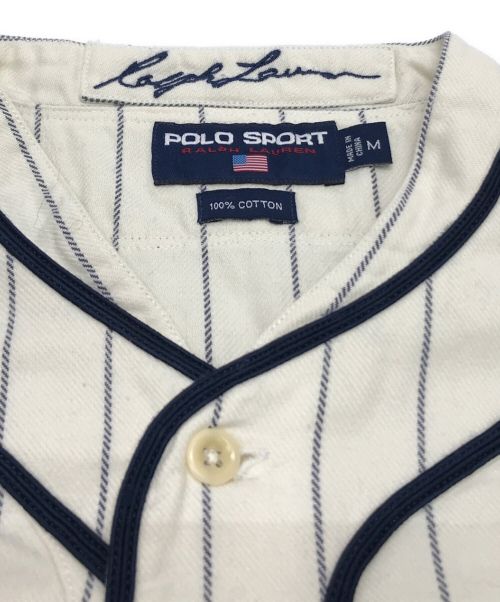 Ralph Lauren
POLO SPORT
RALPH LAUREN
MADE IN
CHINA
M
100% COTTON